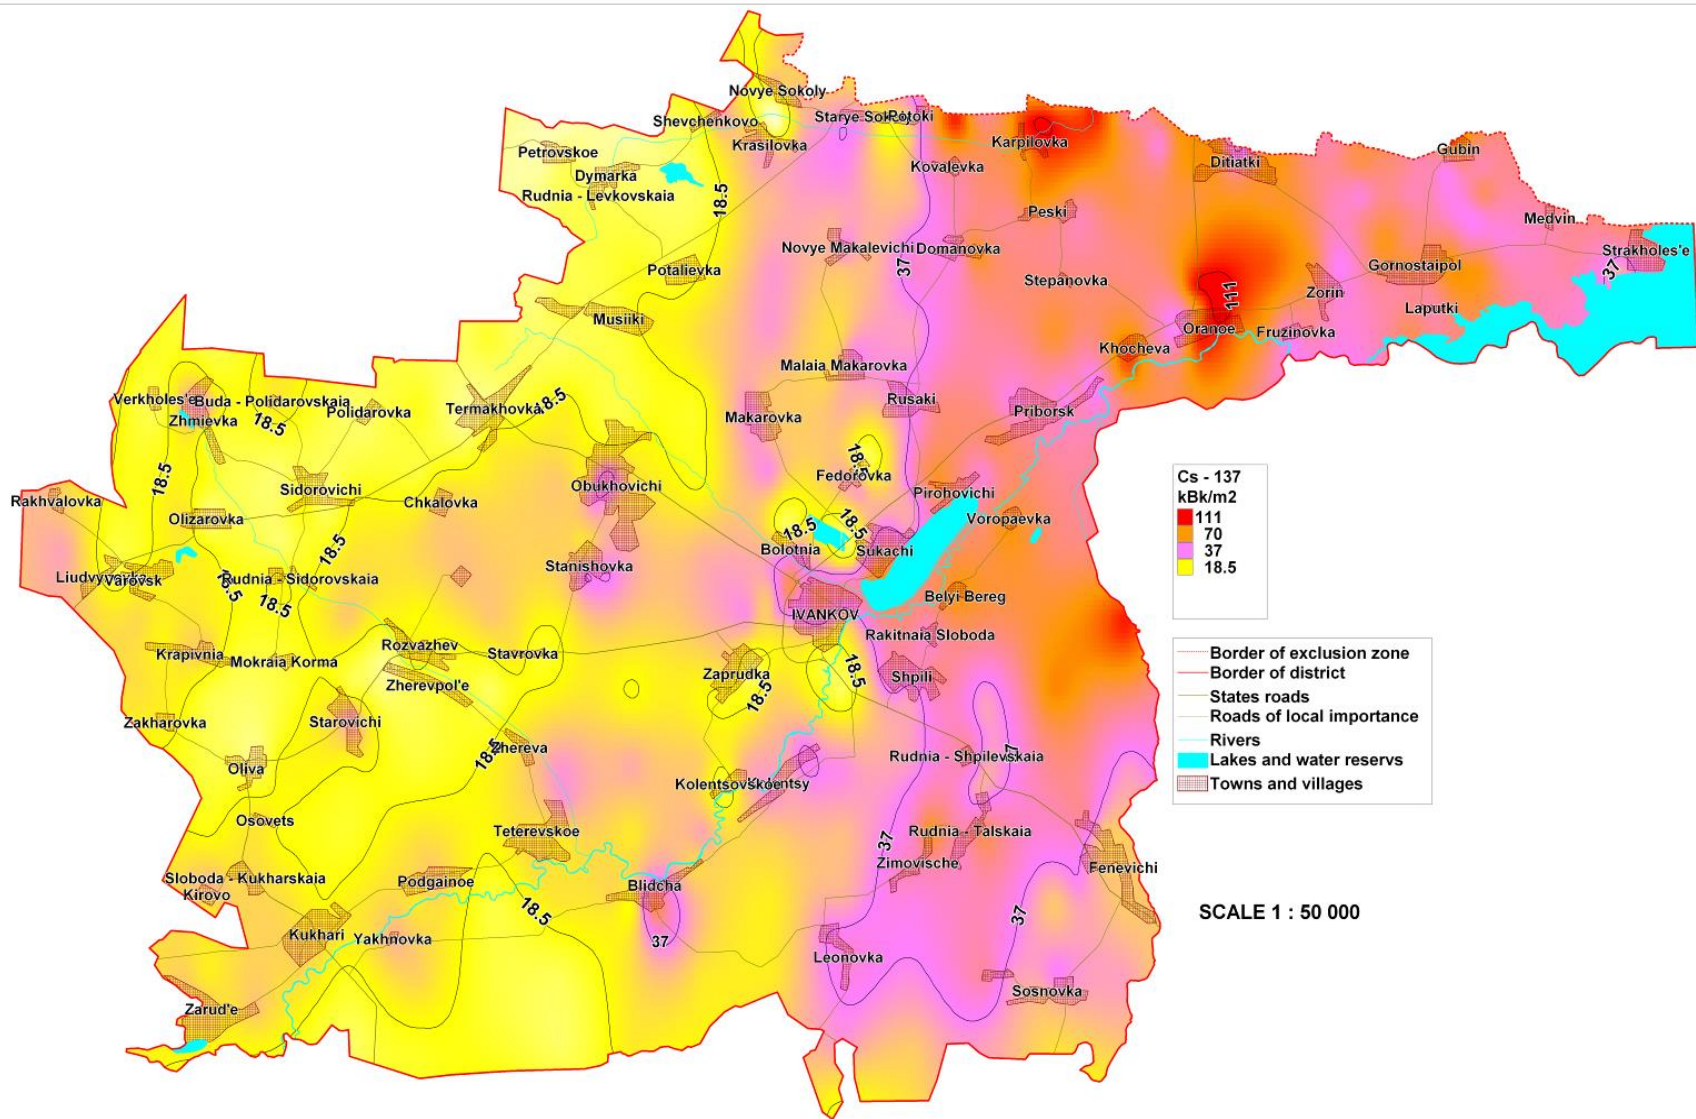 Novye Sokoly
Shevchenkovo
Starye Sokoly
Potoki
Krasilovka
Karpilovka
Petrovskoe
Kovalevka
Ditiatki
Gubin
Dymarka
Rudnia - Levkovskaia
18.5
Peski
Medvin
Novye Makalevichi
Domanovka
Strakholes'e
37
37
Potalievka
Gornostaipol
Stepanovka
111
Zorin
Laputki
Musiiki
Oranoe
Fruzinovka
Khocheva
Malaia Makarovka
Verkholes'e
Buda - Polidarovskaia
Rusaki
Polidarovka
Termakhovka
18.5
Priborsk
Zhmievka
18.5
Makarovka
18.5
18.5
Fedorovka
Sidorovichi
Obukhovichi
Pirohovichi
Rakhvalovka
Chkalovka
Olizarovka
Voropaevka
18.5
18.5
18.5
Bolotnia
Sukachi
Stanishovka
Varovsk
Rudnia - Sidorovskaia
18.5
18.5
Belyi Bereg
IVANKOV
Rakitnaia Sloboda
Krapivnia
Mokraia Korma
Rozvazhev
Stavrovka
18.5
Zaprudka
Shpili
Zherevpol'e
18.5
Zakharovka
Starovichi
Zhereva
18.5
Rudnia - Shpilevskaia
Oliva
Kolentsovskoe
Kolentsy
Osovets
Teterevskoe
Rudnia - Talskaia
37
Zimovische
Fenevichi
Sloboda - Kukharskaia
Kirovo
Podgainoe
Blidcha
18.5
37
Kukhari
Yakhnovka
37
Leonovka
Sosnovka
Zarud'e
Cs - 137
kBk/m2
111
70
37
18.5
Border of exclusion zone
Border of district
States roads
Roads of local importance
Rivers
Lakes and water reservs
Towns and villages
SCALE 1 : 50 000